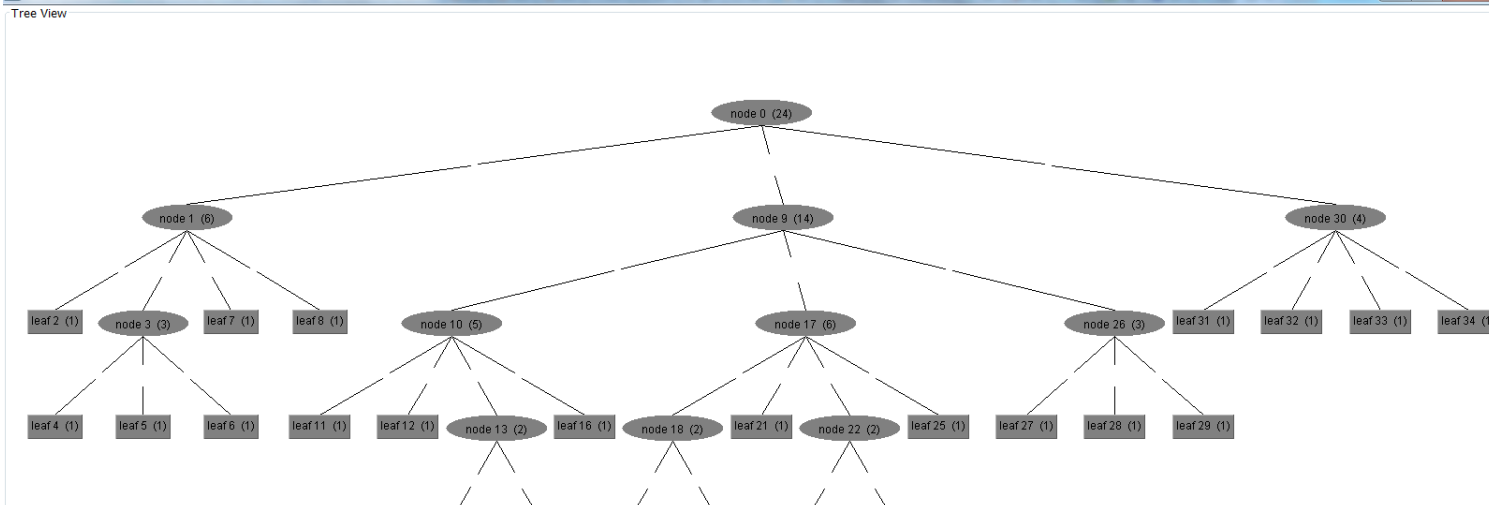 Tree View
node 0 (24)
node 1 (6)
node 9 (14)
node 30 (4)
leaf 2 (1)
node 3 (3)
leaf 7 (1)
leaf 8 (1)
node 10 (5)
node 17 (6)
node 26 (3)
leaf 31 (1)
leaf 32 (1)
leaf 33 (1)
leaf 34 (1
leaf 4 (1)
leaf 5 (1)
leaf 6 (1)
leaf 11 (1)
leaf 12 (1)
node 13 (2)
leaf 16 (1)
node 18 (2)
leaf 21 (1)
node 22 (2)
leaf 25 (1)
leaf 27 (1)
leaf 28 (1)
leaf 29 (1)